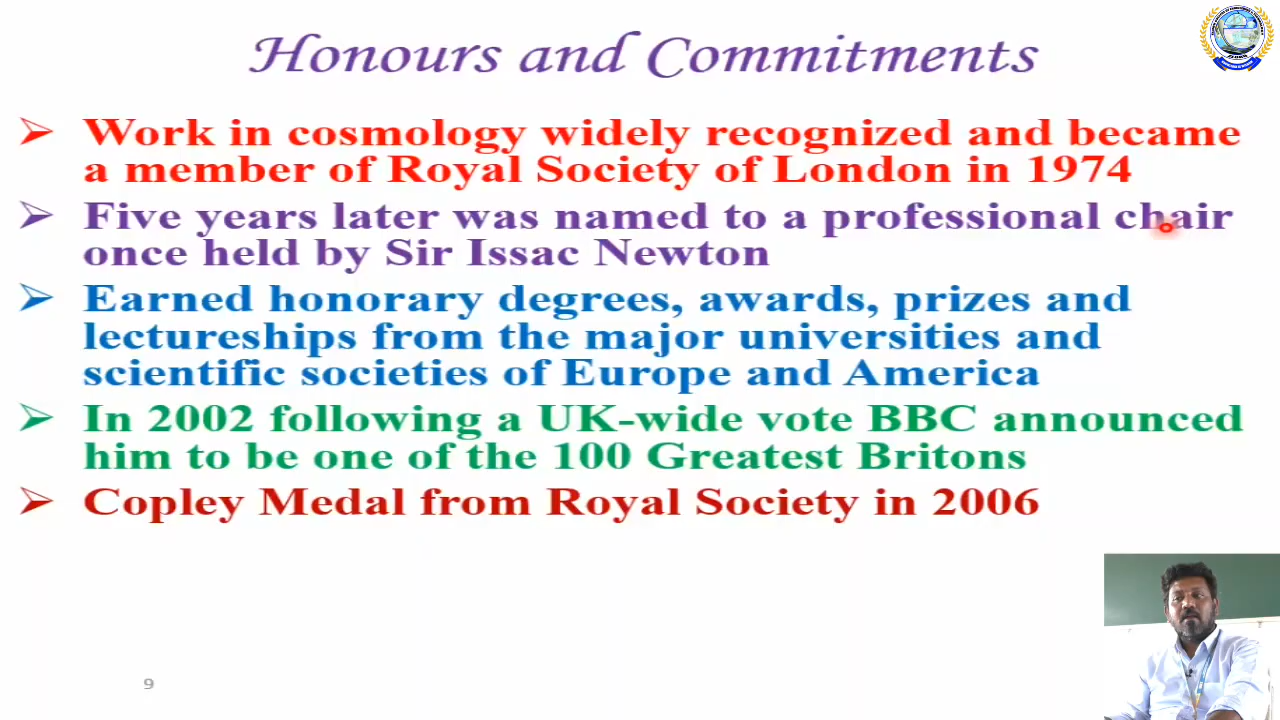 Honours and Commitments
Work in cosmology widely recognized and became
a member of Royal Society of London in 1974
Five years later was named to a professional chair
once held by Sir Issac Newton
Earned honorary degrees, awards, prizes and
lectureships from the major universities and
scientific societies of Europe and America
In 2002 following a UK-wide vote BBC announced
him to be one of the 100 Greatest Britons
Copley Medal from Royal Society in 2006
9